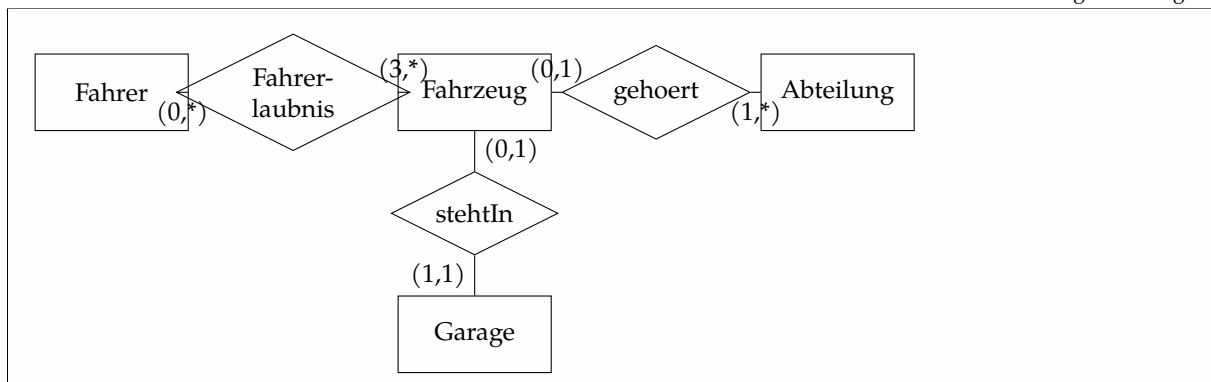 Fahrer
(0,*)
Fahrer-
laubnis
(3,*)
Fahrzeug
(0,1)
gehoert
(1,*)
Abteilung
(0,1)
stehtIn
(1,1)
Garage